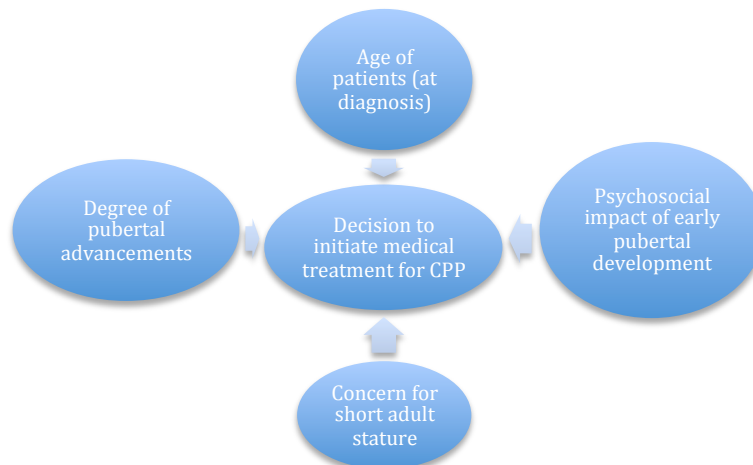 Age of
patients (at
diagnosis)
Degree of
pubertal
advancements
Decision to
initiate medical
treatment for CPP
Psychosocial
impact of early
pubertal
development
Concern for
short adult
stature